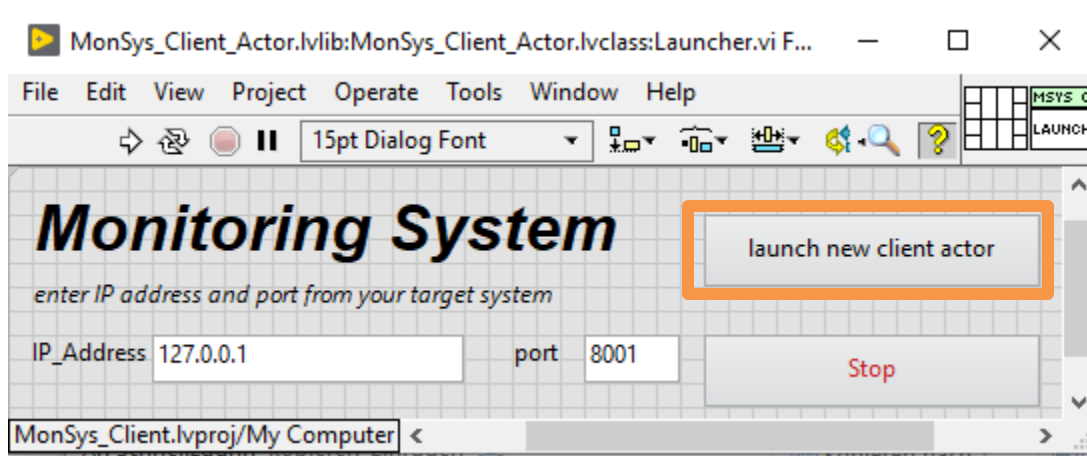 MonSys_Client_Actor.lvlib:MonSys_Client_Actor.lvclass:Launcher.vi F...
File Edit View Project Operate Tools Window Help
MSYS
15pt Dialog Font
Monitoring System
launch new client actor
enter IP address and port from your target system
IP_Address 127.0.0.1 port 8001
Stop
MonSys_Client.lvproj/My Computer